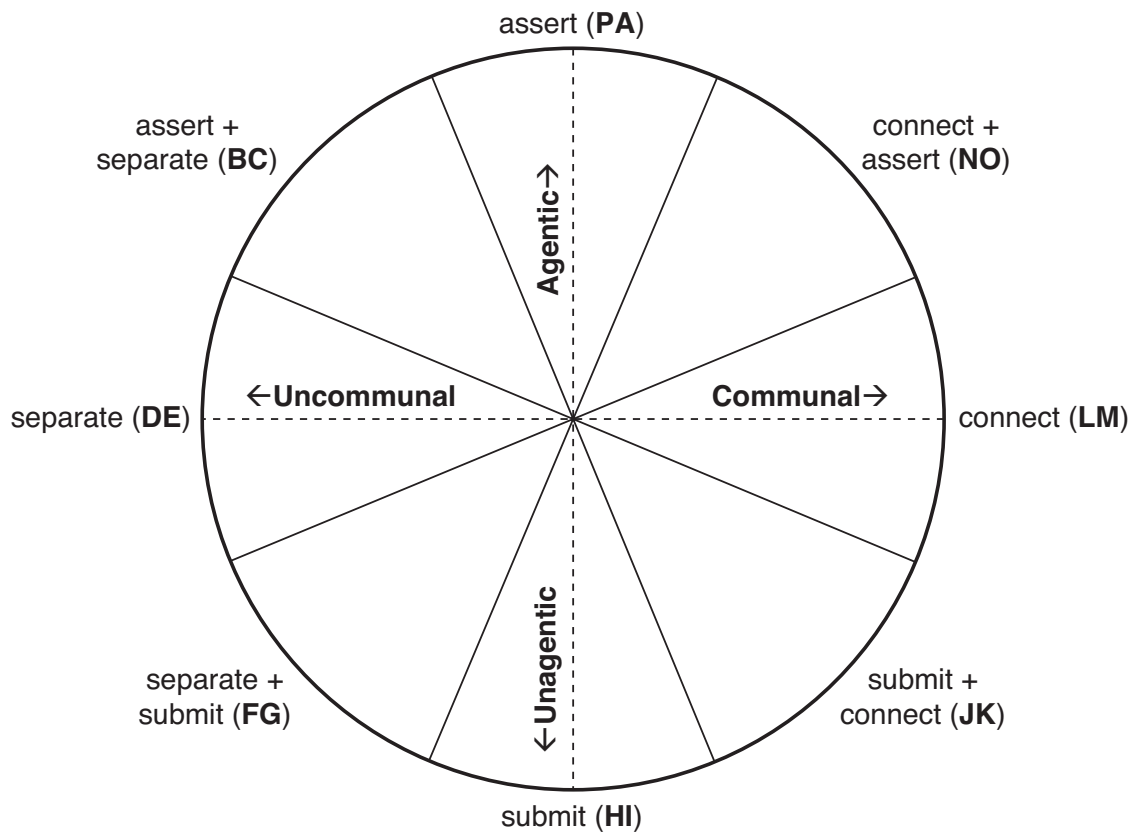 assert (PA)
assert +
separate (BC)
connect +
assert (NO)
Agentic→
←Uncommunal
Communal→
separate (DE)
connect (LM)
←Unagentic
separate +
submit (FG)
submit +
connect (JK)
submit (HI)